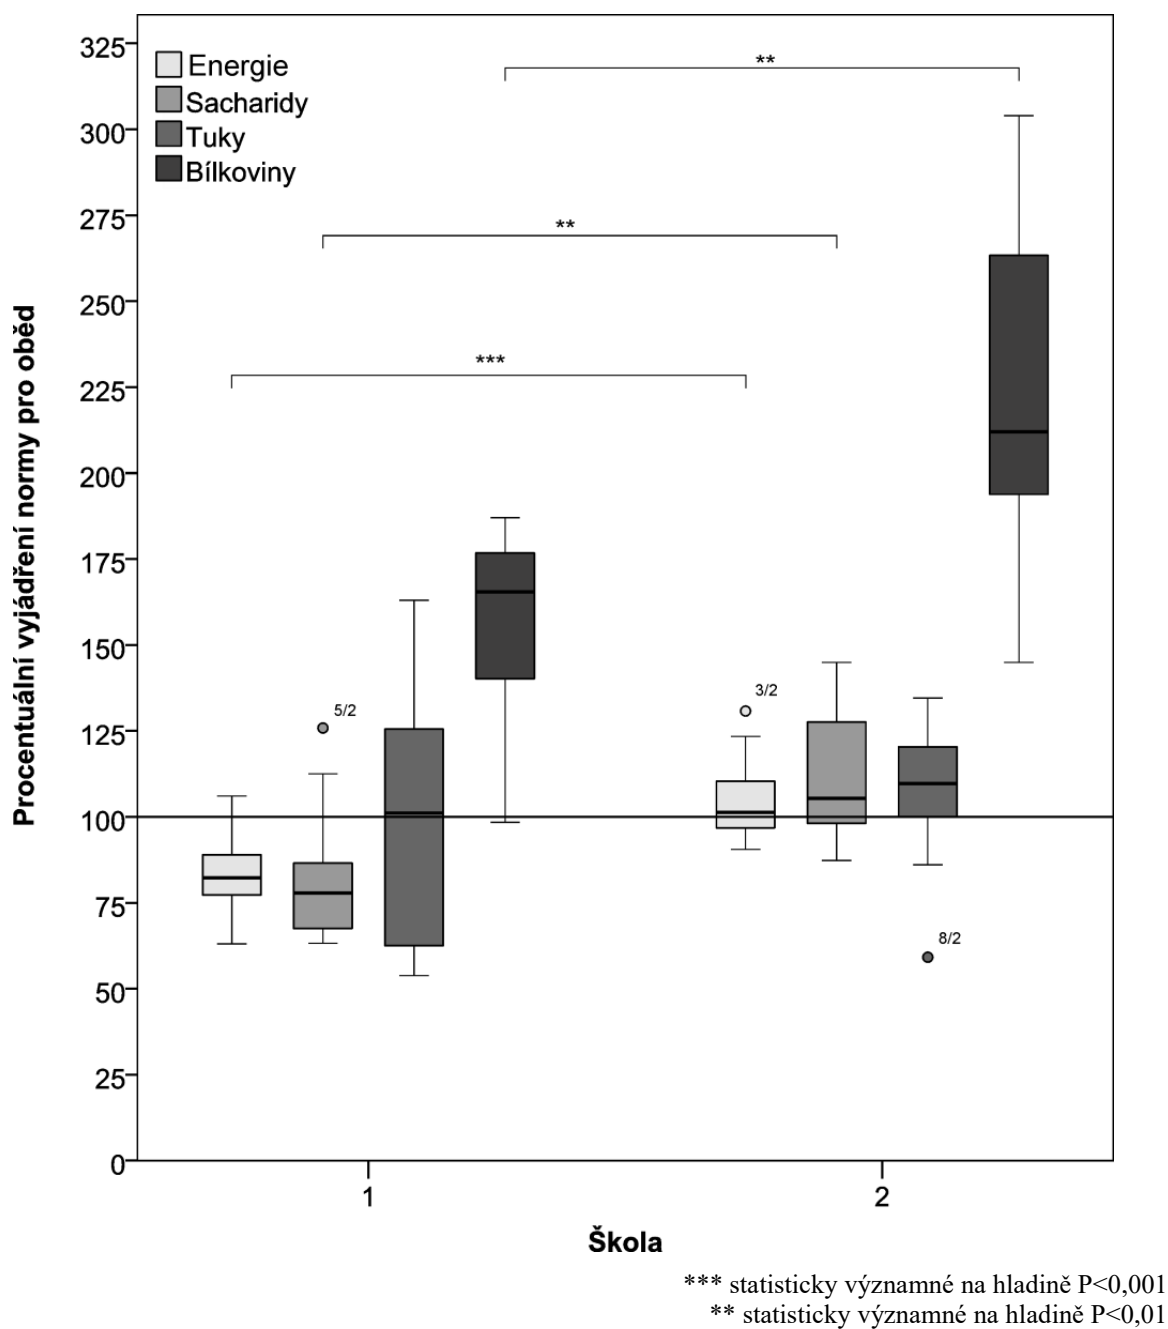 Energie
Sacharidy
Tuky
Bílkoviny
Procentuální vyjádření normy pro oběd
325
300
275
250
225
200
175
150
125
100
75
50
25
0
**
**
***
5/2
3/2
8/2
1
2
Škola
*** statisticky významné na hladině P<0,001
** statisticky významné na hladině P<0,01